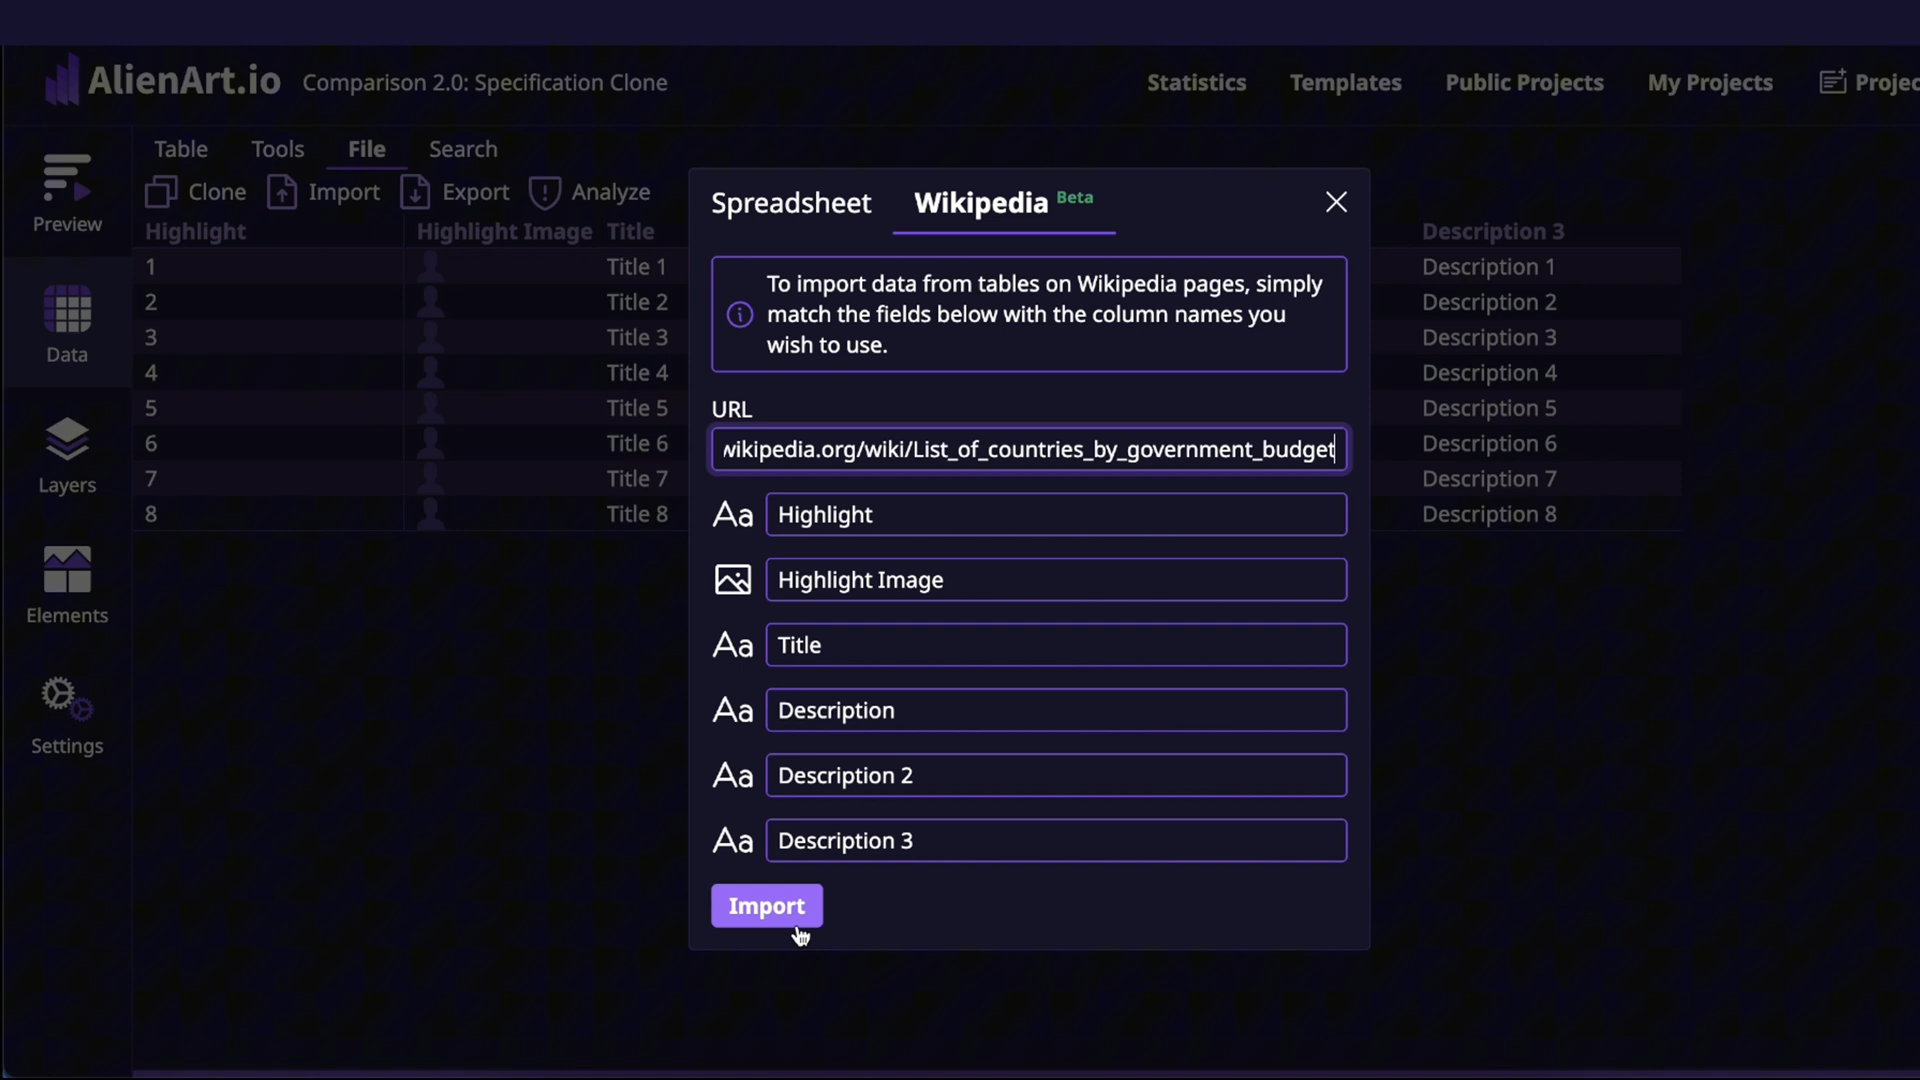 AlienArt.io Comparison 2.0: Specification Clone Statistics Templates Public Projects My Projects
Table Tools File Search
Clone Import Export Analyze
Highlight Highlight Image Title Description 3
1 Title 1 Description 1
2 Title 2 Description 2
3 Title 3 Description 3
4 Title 4 Description 4
5 Title 5 Description 5
6 Title 6 Description 6
7 Title 7 Description 7
8 Title 8 Description 8
Preview
Data
Layers
Elements
Settings
Spreadsheet Wikipedia Beta
To import data from tables on Wikipedia pages, simply
match the fields below with the column names you
wish to use.
URL
wikipedia.org/wiki/List_of_countries_by_government_budget
Aa Highlight
Highlight Image
Aa Title
Aa Description
Aa Description 2
Aa Description 3
Import